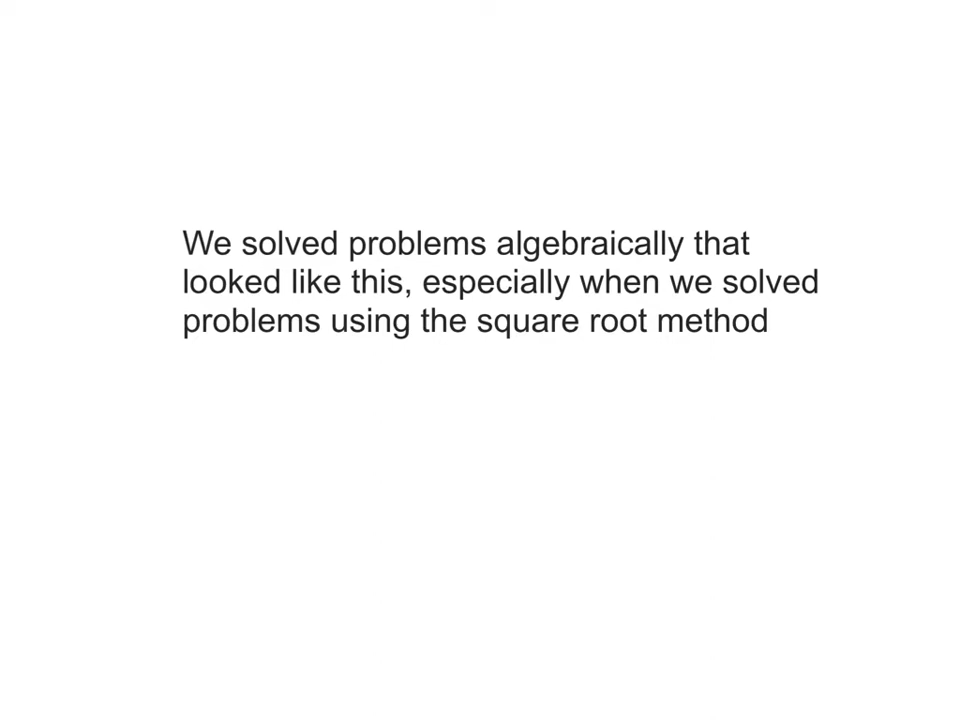 We solved problems algebraically that
looked like this, especially when we solved
problems using the square root method